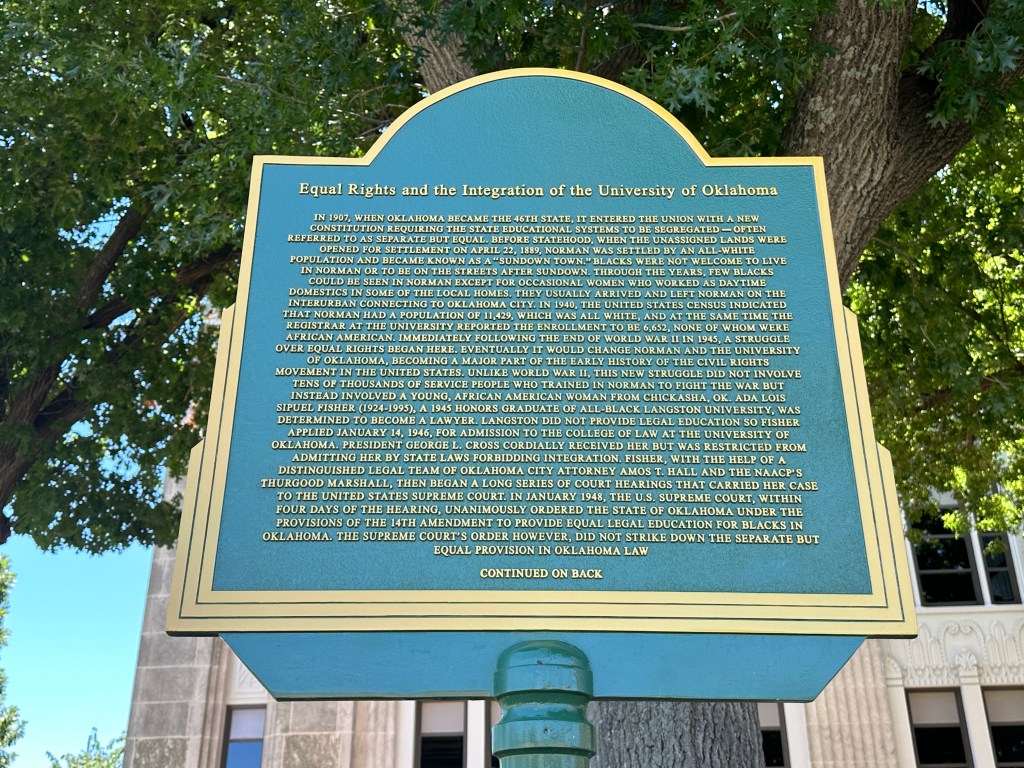 Equal Rights and the Integration of the University of Oklahoma
IN 1907, WHEN OKLAHOMA BECAME THE 46TH STATE, IT ENTERED THE UNION WITH A NEW
CONSTITUTION REQUIRING THE STATE EDUCATIONAL SYSTEMS TO BE SEGREGATED — OFTEN
REFERRED TO AS SEPARATE BUT EQUAL. BEFORE STATEHOOD, WHEN THE UNASSIGNED LANDS WERE
OPENED FOR SETTLEMENT ON APRIL 22, 1889, NORMAN WAS SETTLED BY AN ALL-WHITE
POPULATION AND BECAME KNOWN AS A "SUNDOWN TOWN." BLACKS WERE NOT WELCOME TO LIVE
IN NORMAN OR TO BE ON THE STREETS AFTER SUNDOWN. THROUGH THE YEARS, FEW BLACKS
COULD BE SEEN IN NORMAN EXCEPT FOR OCCASIONAL WOMEN WHO WORKED AS DAYTIME
DOMESTICS IN SOME OF THE LOCAL HOMES. THEY USUALLY ARRIVED AND LEFT NORMAN ON THE
INTERURBAN CONNECTING TO OKLAHOMA CITY. IN 1940, THE UNITED STATES CENSUS INDICATED
THAT NORMAN HAD A POPULATION OF 11,429, WHICH WAS ALL WHITE, AND AT THE SAME TIME THE
REGISTRAR AT THE UNIVERSITY REPORTED THE ENROLLMENT TO BE 6,652, NONE OF WHOM WERE
AFRICAN AMERICAN. IMMEDIATELY FOLLOWING THE END OF WORLD WAR II IN 1945, A STRUGGLE
OVER EQUAL RIGHTS BEGAN HERE. EVENTUALLY IT WOULD CHANGE NORMAN AND THE UNIVERSITY
OF OKLAHOMA, BECOMING A MAJOR PART OF THE EARLY HISTORY OF THE CIVIL RIGHTS
MOVEMENT IN THE UNITED STATES. UNLIKE WORLD WAR II, THIS NEW STRUGGLE DID NOT INVOLVE
TENS OF THOUSANDS OF SERVICE PEOPLE WHO TRAINED IN NORMAN TO FIGHT THE WAR BUT
INSTEAD INVOLVED A YOUNG, AFRICAN AMERICAN WOMAN FROM CHICKASHA, OK. ADA LOIS
SIPUEL FISHER (1924-1995), A 1945 HONORS GRADUATE OF ALL-BLACK LANGSTON UNIVERSITY, WAS
DETERMINED TO BECOME A LAWYER. LANGSTON DID NOT PROVIDE LEGAL EDUCATION SO FISHER
APPLIED JANUARY 14, 1946, FOR ADMISSION TO THE COLLEGE OF LAW AT THE UNIVERSITY OF
OKLAHOMA. PRESIDENT GEORGE L. CROSS CORDIALLY RECEIVED HER BUT WAS RESTRICTED FROM
ADMITTING HER BY STATE LAWS FORBIDDING INTEGRATION. FISHER, WITH THE HELP OF A
DISTINGUISHED LEGAL TEAM OF OKLAHOMA CITY ATTORNEY AMOS T. HALL AND THE NAACP'S
THURGOOD MARSHALL, THEN BEGAN A LONG SERIES OF COURT HEARINGS THAT CARRIED HER CASE
TO THE UNITED STATES SUPREME COURT. IN JANUARY 1948, THE U.S. SUPREME COURT, WITHIN
FOUR DAYS OF THE HEARING, UNANIMOUSLY ORDERED THE STATE OF OKLAHOMA UNDER THE
PROVISIONS OF THE 14TH AMENDMENT TO PROVIDE EQUAL LEGAL EDUCATION FOR BLACKS IN
OKLAHOMA. THE SUPREME COURT'S ORDER HOWEVER, DID NOT STRIKE DOWN THE SEPARATE BUT
EQUAL PROVISION IN OKLAHOMA LAW
CONTINUED ON BACK